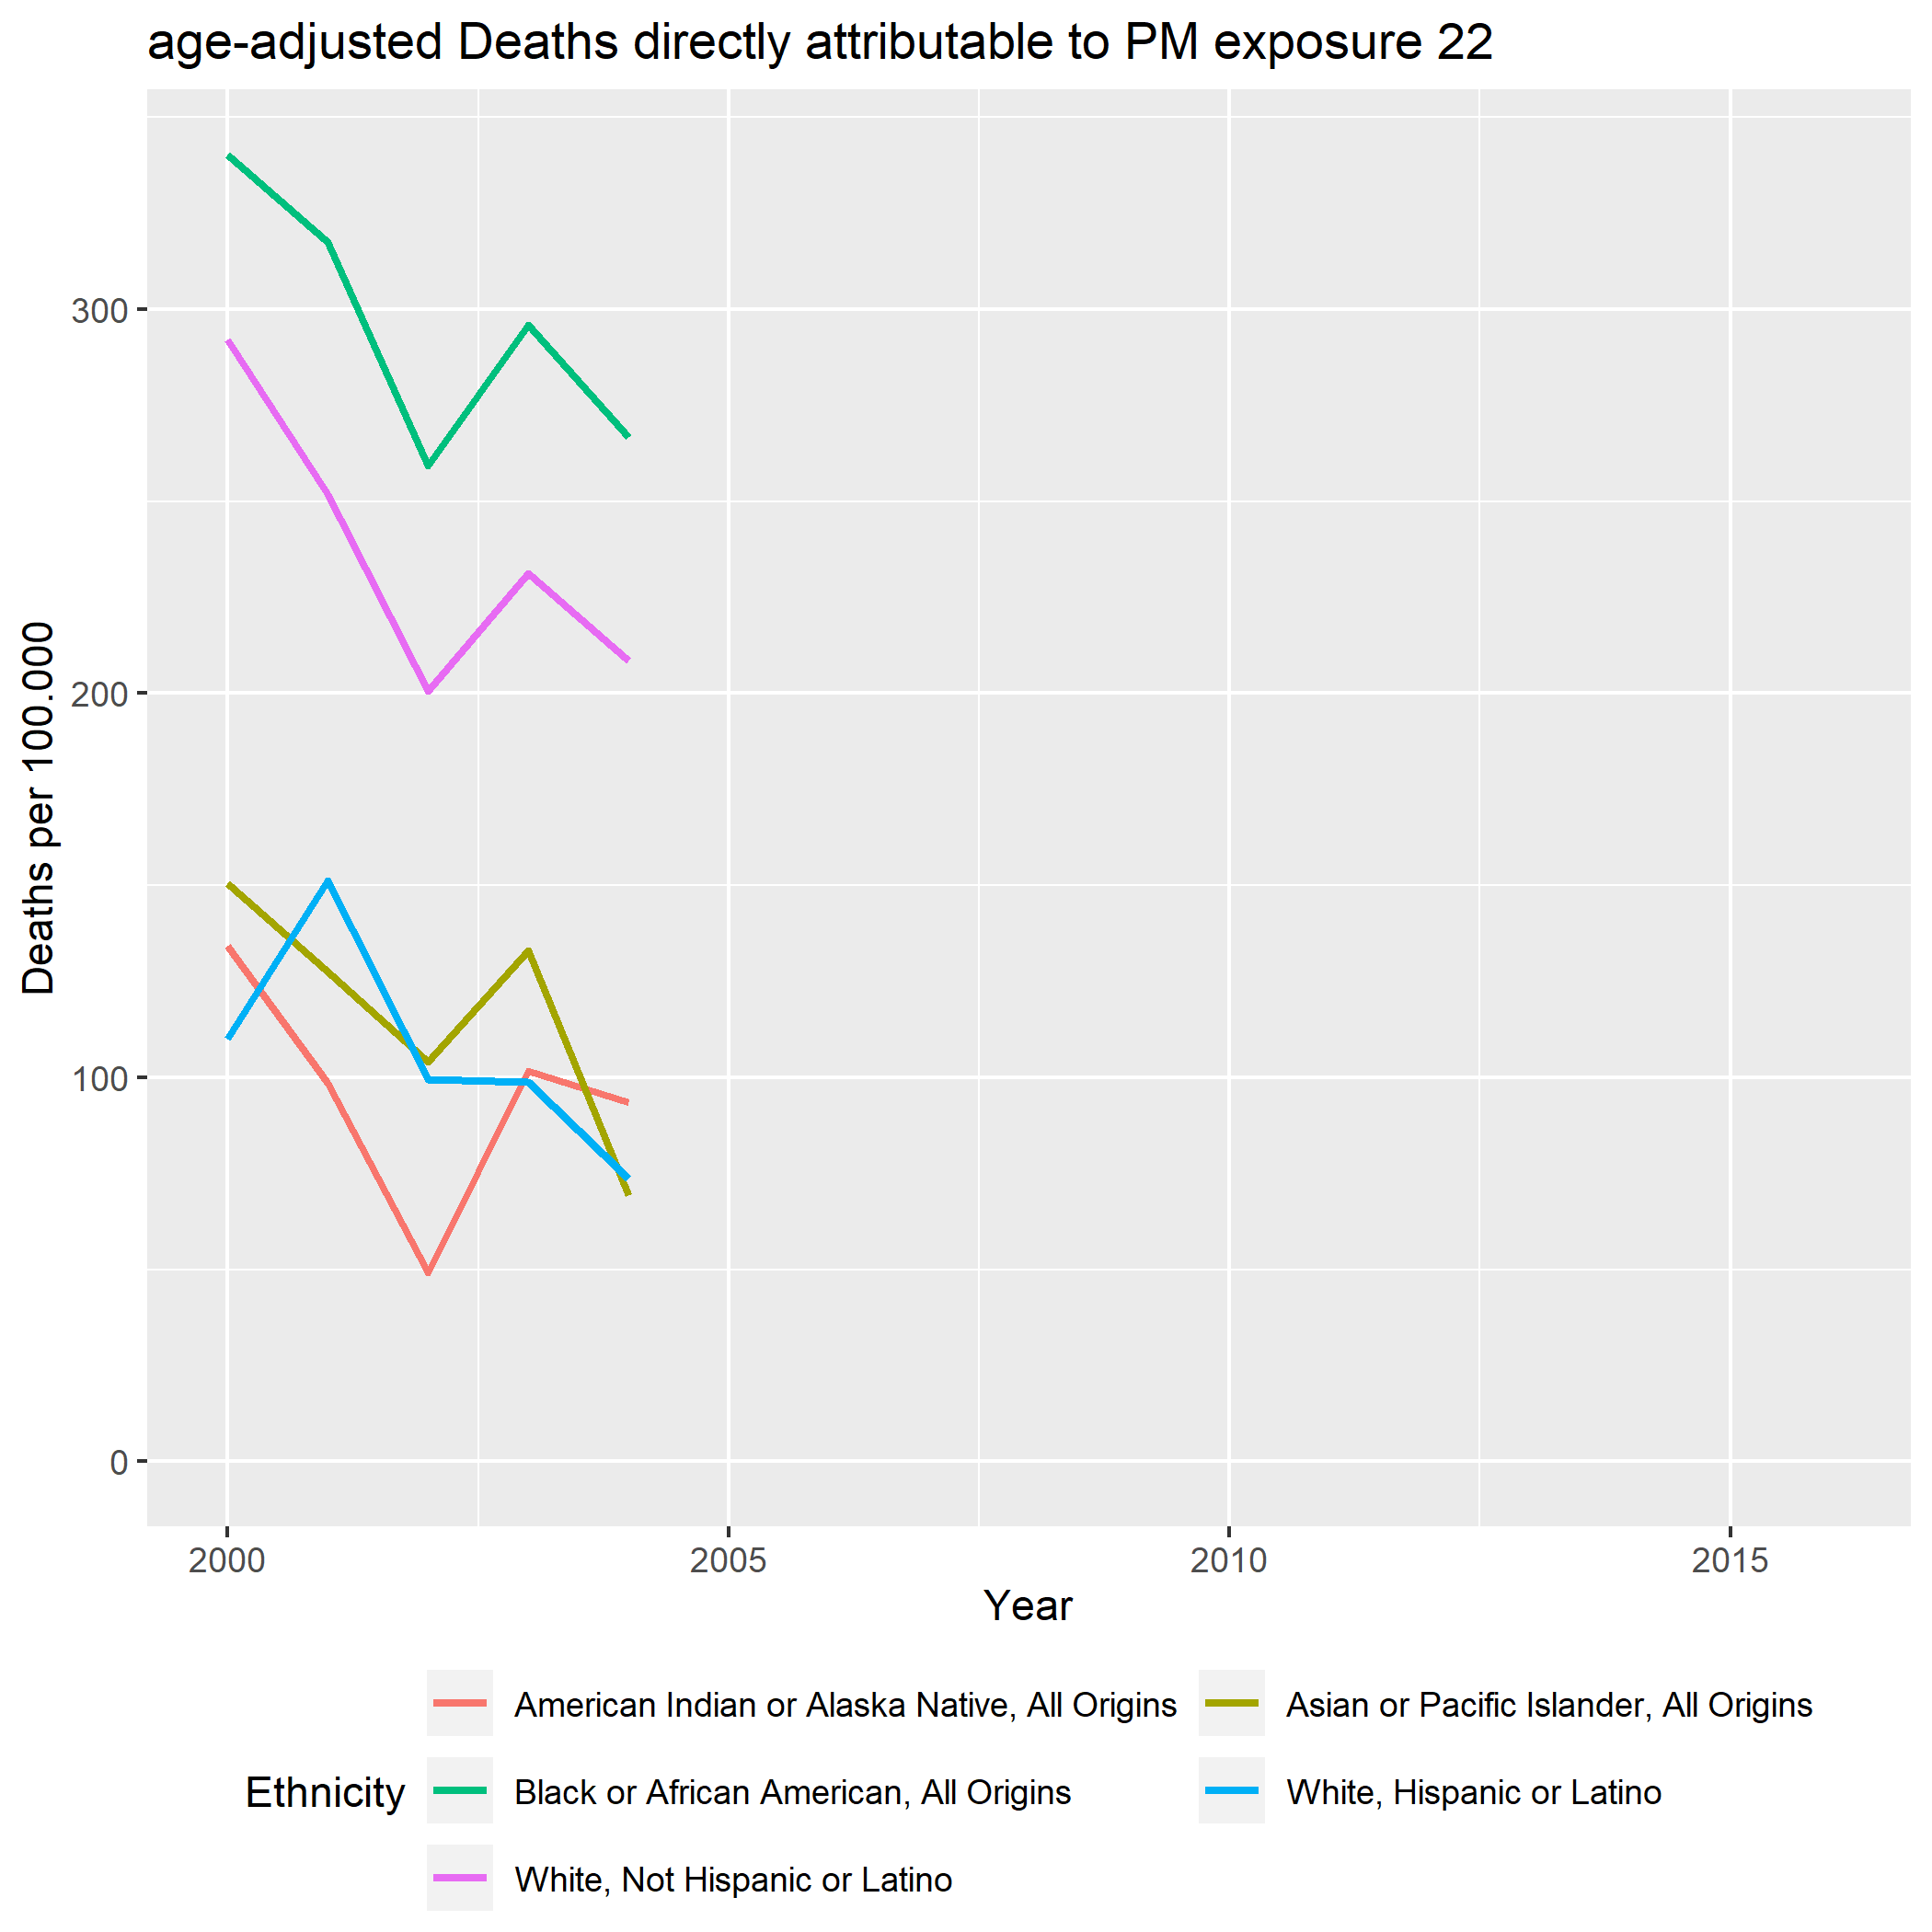 age-adjusted Deaths directly attributable to PM exposure 22
Deaths per 100.000
300
200
100
0
2000 2005 2010 2015
Year
Ethnicity
American Indian or Alaska Native, All Origins
Asian or Pacific Islander, All Origins
Black or African American, All Origins
White, Hispanic or Latino
White, Not Hispanic or Latino